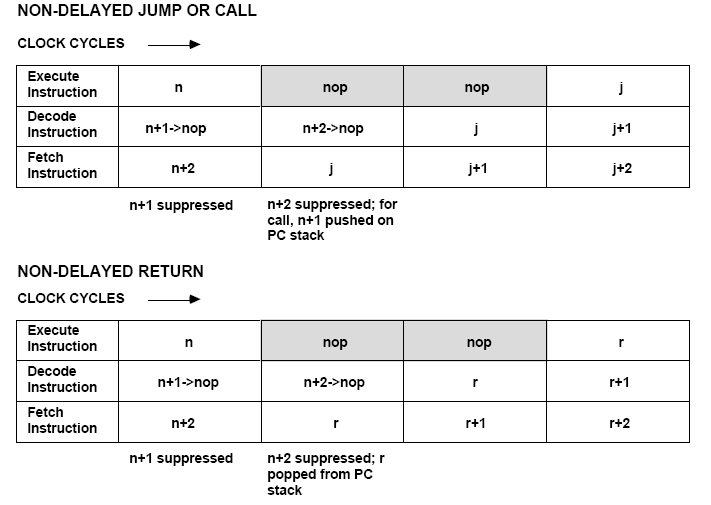 NON-DELAYED JUMP OR CALL
CLOCK CYCLES
Execute
Instruction
n
nop
nop
j
Decode
Instruction
n+1->nop
n+2->nop
j
j+1
Fetch
Instruction
n+2
j
j+1
j+2
n+1 suppressed
n+2 suppressed; for
call, n+1 pushed on
PC stack
NON-DELAYED RETURN
CLOCK CYCLES
Execute
Instruction
n
nop
nop
r
Decode
Instruction
n+1->nop
n+2->nop
r
r+1
Fetch
Instruction
n+2
r
r+1
r+2
n+1 suppressed
n+2 suppressed; r
popped from PC
stack